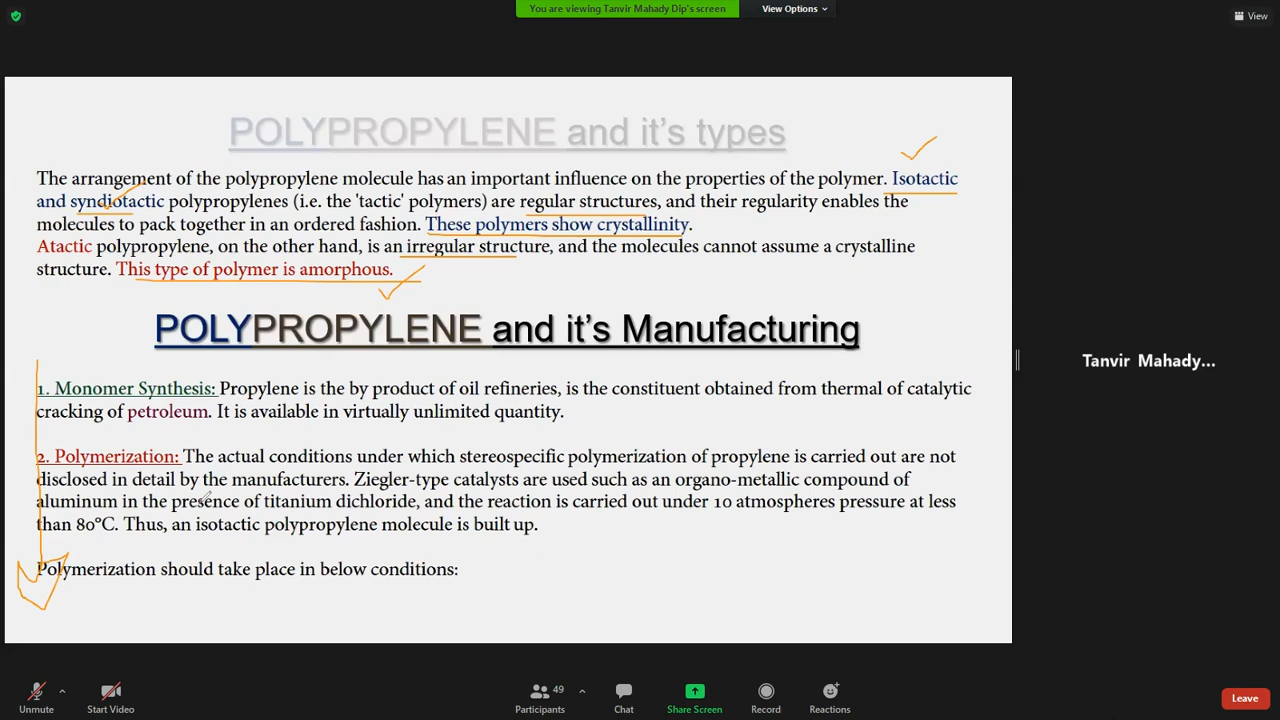 You are viewing Tanvir Mahady Dip's screen
View Options
View
POLYPROPYLENE and it's types
The arrangement of the polypropylene molecule has an important influence on the properties of the polymer. Isotactic
and syndiotactic polypropylenes (i.e. the 'tactic' polymers) are regular structures, and their regularity enables the
molecules to pack together in an ordered fashion. These polymers show crystallinity.
Atactic polypropylene, on the other hand, is an irregular structure, and the molecules cannot assume a crystalline
structure. This type of polymer is amorphous.
POLYPROPYLENE and it's Manufacturing
1. Monomer Synthesis: Propylene is the by product of oil refineries, is the constituent obtained from thermal of catalytic
cracking of petroleum. It is available in virtually unlimited quantity.
2. Polymerization: The actual conditions under which stereospecific polymerization of propylene is carried out are not
disclosed in detail by the manufacturers. Ziegler-type catalysts are used such as an organo-metallic compound of
aluminum in the presence of titanium dichloride, and the reaction is carried out under 10 atmospheres pressure at less
than 80°C. Thus, an isotactic polypropylene molecule is built up.
Polymerization should take place in below conditions:
Tanvir Mahady...
Unmute
Start Video
49
Participants
Chat
Share Screen
Record
Reactions
Leave